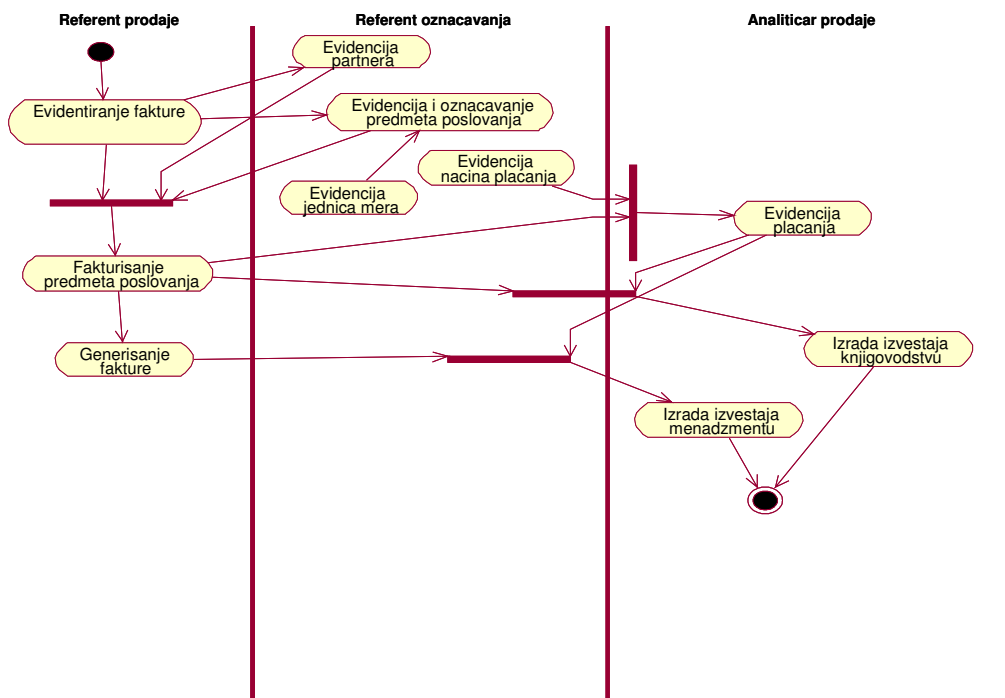 Referent prodaje
Referent oznacavanja
Analiticar prodaje
Evidencija
partnera
Evidentiranje fakture
Evidencija i oznacavanje
predmeta poslovanja
Evidencija
nacina placanja
Evidencija
jednica mera
Evidencija
placanja
Fakturisanje
predmeta poslovanja
Generisanje
fakture
Izrada izvestaja
knjigovodstvu
Izrada izvestaja
menadzmentu